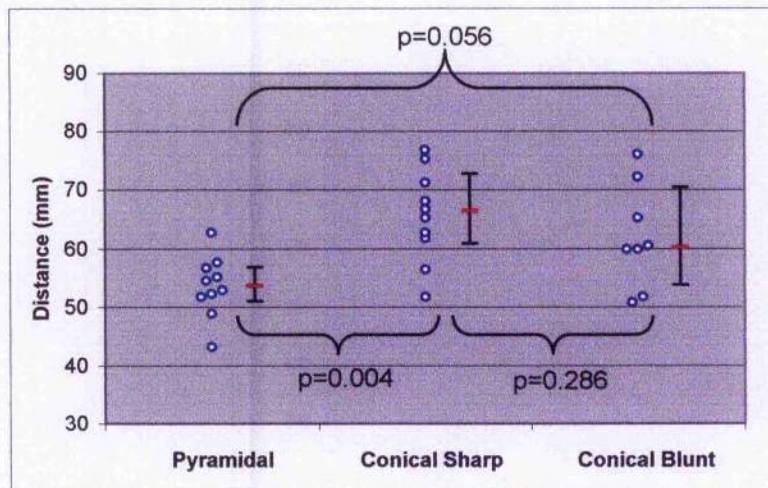 p=0.056
90
80
70
60
50
40
30
Distance (mm)
p=0.004
p=0.286
Pyramidal
Conical Sharp
Conical Blunt